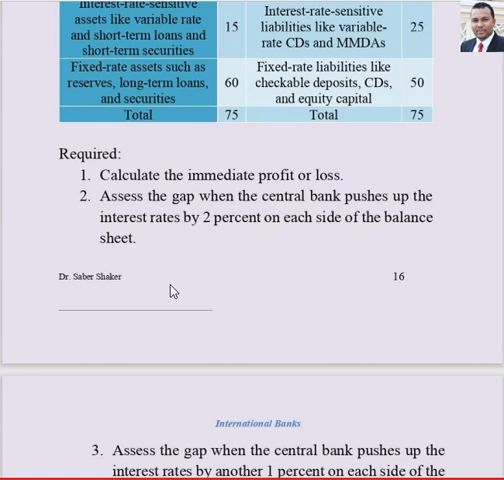 Interest-rate-sensitive
assets like variable rate
and short-term loans and
short-term securities
15
Interest-rate-sensitive
liabilities like variable-
rate CDs and MMDAs
25
Fixed-rate assets such as
reserves, long-term loans,
and securities
60
Fixed-rate liabilities like
checkable deposits, CDs,
and equity capital
50
Total
75
Total
75
Required:
1. Calculate the immediate profit or loss.
2. Assess the gap when the central bank pushes up the
interest rates by 2 percent on each side of the balance
sheet.
Dr. Saber Shaker
16
International Banks
3. Assess the gap when the central bank pushes up the
interest rates by another 1 percent on each side of the